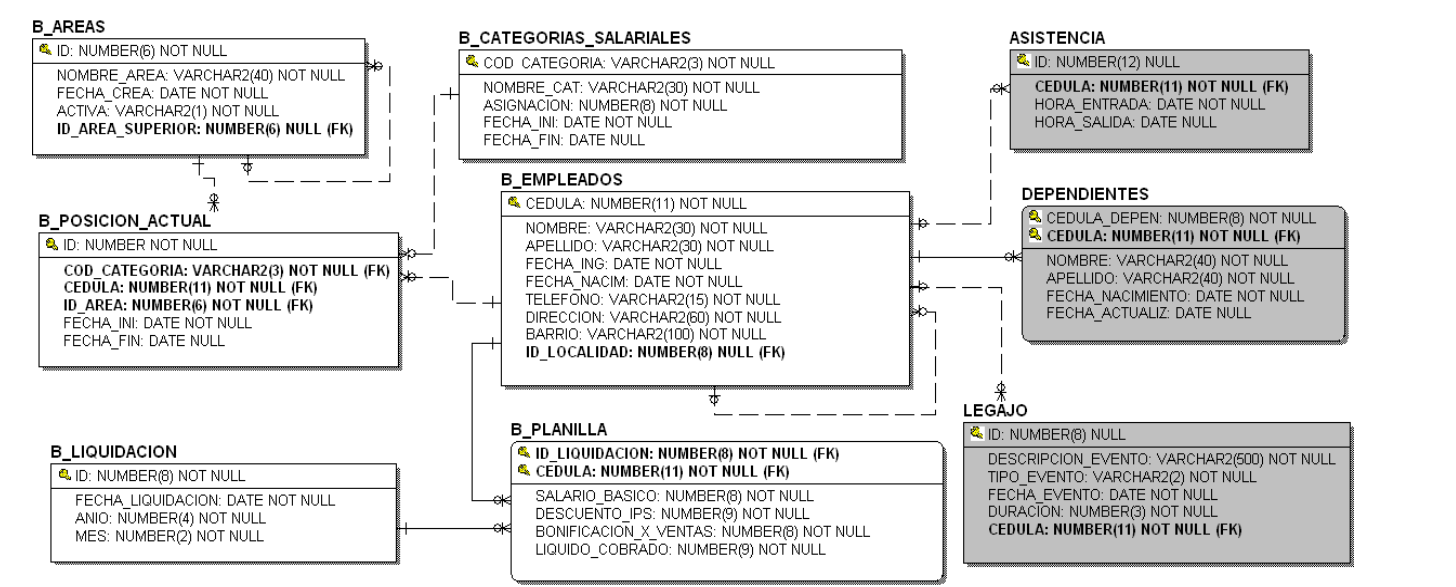 B_AREAS
ID: NUMBER(6) NOT NULL
NOMBRE_AREA: VARCHAR2(40) NOT NULL
FECHA_CREA: DATE NOT NULL
ACTIVA: VARCHAR2(1) NOT NULL
ID_AREA_SUPERIOR: NUMBER(6) NULL (FK)
B_CATEGORIAS_SALARIALES
COD_CATEGORIA: VARCHAR2(3) NOT NULL
NOMBRE_CAT: VARCHAR2(30) NOT NULL
ASIGNACION: NUMBER(8) NOT NULL
FECHA_INI: DATE NOT NULL
FECHA_FIN: DATE NULL
ASISTENCIA
ID: NUMBER(12) NULL
CEDULA: NUMBER(11) NOT NULL (FK)
HORA_ENTRADA: DATE NOT NULL
HORA_SALIDA: DATE NULL
B_POSICION_ACTUAL
ID: NUMBER NOT NULL
COD_CATEGORIA: VARCHAR2(3) NOT NULL (FK)
CEDULA: NUMBER(11) NOT NULL (FK)
ID_AREA: NUMBER(6) NOT NULL (FK)
FECHA_INI: DATE NOT NULL
FECHA_FIN: DATE NULL
B_EMPLEADOS
CEDULA: NUMBER(11) NOT NULL
NOMBRE: VARCHAR2(30) NOT NULL
APELLIDO: VARCHAR2(30) NOT NULL
FECHA_ING: DATE NOT NULL
FECHA_NACIM: DATE NOT NULL
TELEFONO: VARCHAR2(15) NOT NULL
DIRECCION: VARCHAR2(60) NOT NULL
BARRIO: VARCHAR2(100) NOT NULL
ID_LOCALIDAD: NUMBER(8) NULL (FK)
DEPENDIENTES
CEDULA_DEPEN: NUMBER(8) NOT NULL
CEDULA: NUMBER(11) NOT NULL (FK)
NOMBRE: VARCHAR2(40) NOT NULL
APELLIDO: VARCHAR2(40) NOT NULL
FECHA_NACIMIENTO: DATE NOT NULL
FECHA_ACTUALIZ: DATE NULL
B_LIQUIDACION
ID: NUMBER(8) NOT NULL
FECHA_LIQUIDACION: DATE NOT NULL
ANIO: NUMBER(4) NOT NULL
MES: NUMBER(2) NOT NULL
B_PLANILLA
ID_LIQUIDACION: NUMBER(8) NOT NULL (FK)
CEDULA: NUMBER(11) NOT NULL (FK)
SALARIO_BASICO: NUMBER(8) NOT NULL
DESCUENTO_IPS: NUMBER(9) NOT NULL
BONIFICACION_X_VENTAS: NUMBER(8) NOT NULL
LIQUIDO_COBRADO: NUMBER(9) NOT NULL
LEGAJO
ID: NUMBER(8) NULL
DESCRIPCION_EVENTO: VARCHAR2(500) NOT NULL
TIPO_EVENTO: VARCHAR2(2) NOT NULL
FECHA_EVENTO: DATE NOT NULL
DURACION: NUMBER(3) NOT NULL
CEDULA: NUMBER(11) NOT NULL (FK)